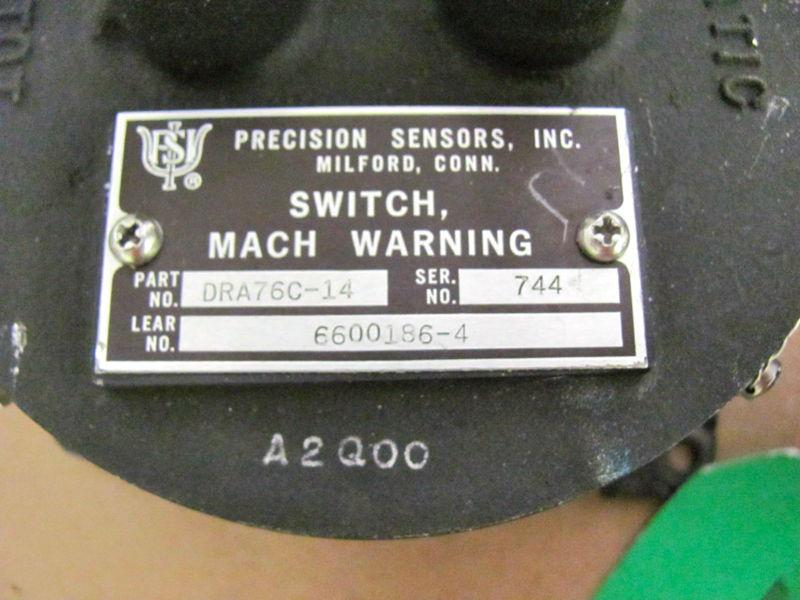 PSI ®
PRECISION SENSORS, INC.
MILFORD, CONN.
SWITCH,
MACH WARNING
PART NO. DRA76C-14 SER. NO. 744
LEAR NO. 6600186-4
A2Q00